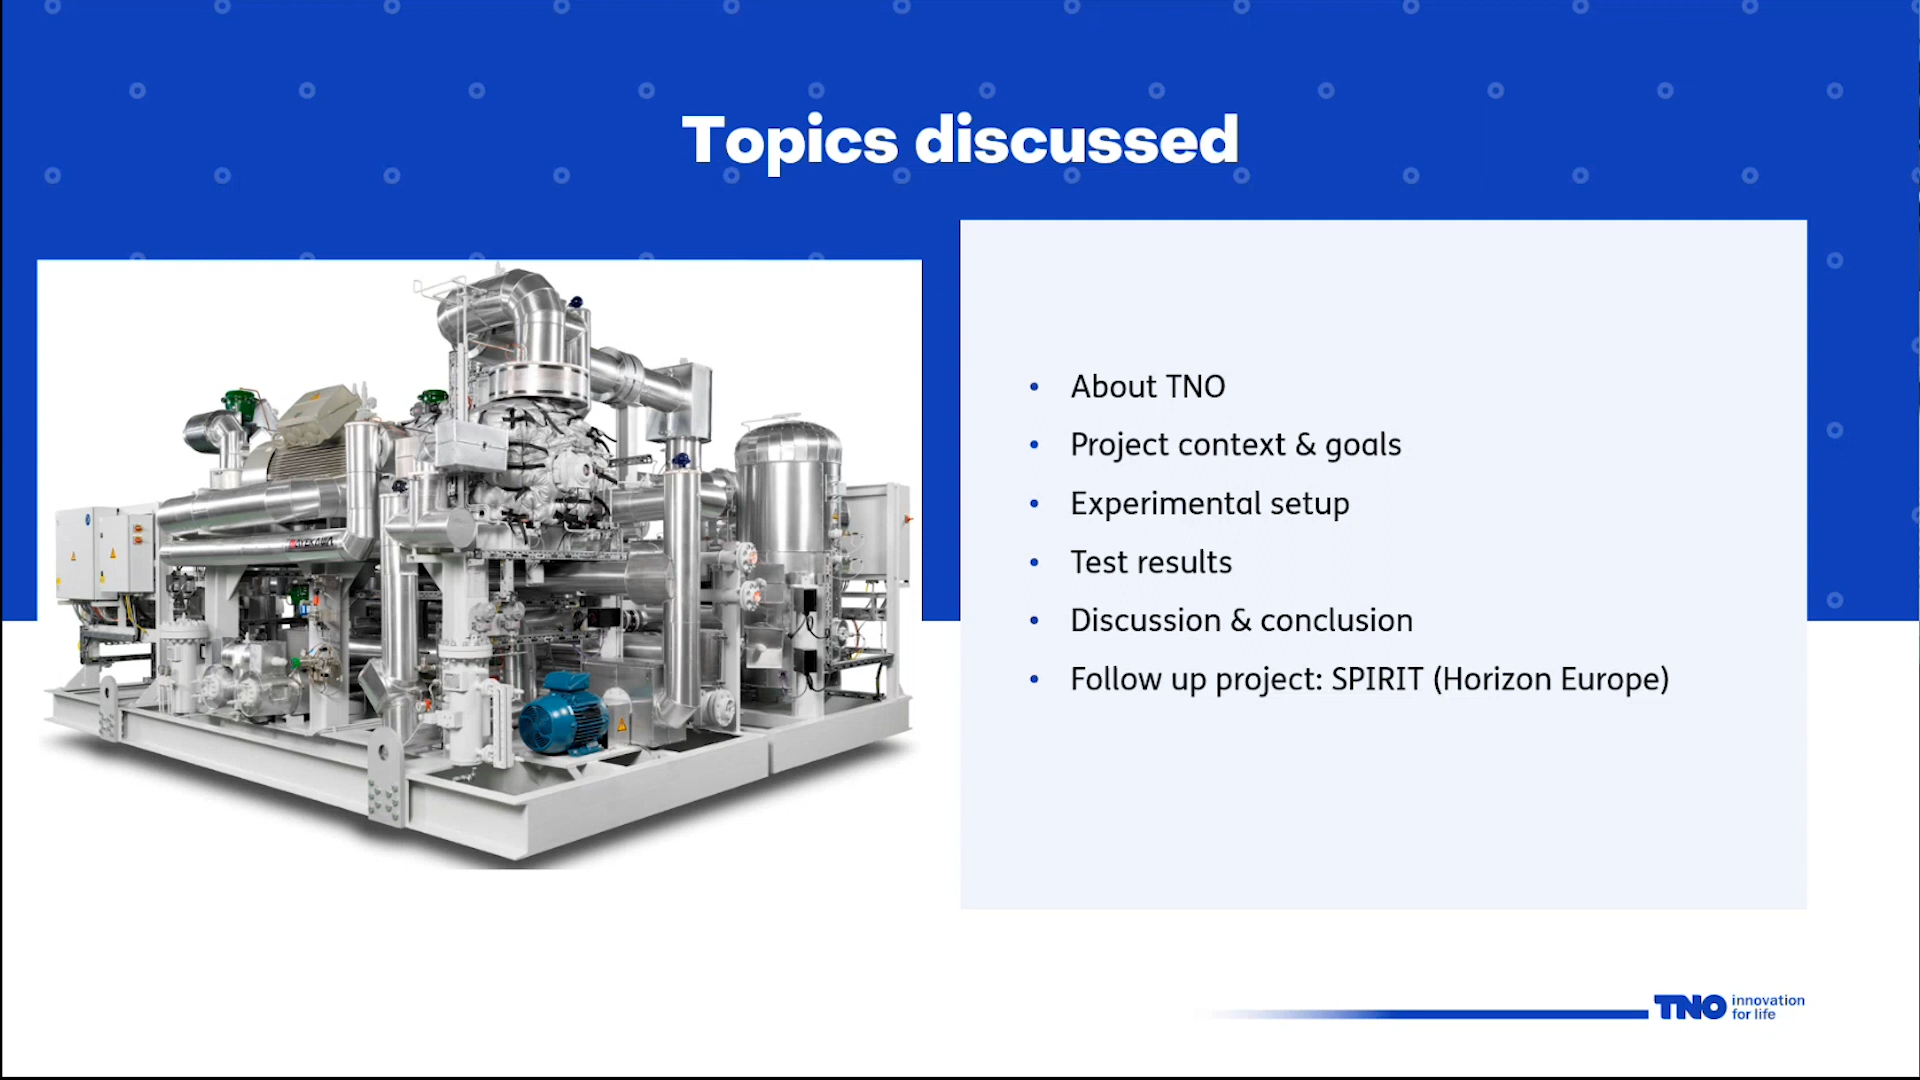 Topics discussed
MAYEKAWA
About TNO
Project context & goals
Experimental setup
Test results
Discussion & conclusion
Follow up project: SPIRIT (Horizon Europe)
TNO innovation
for life